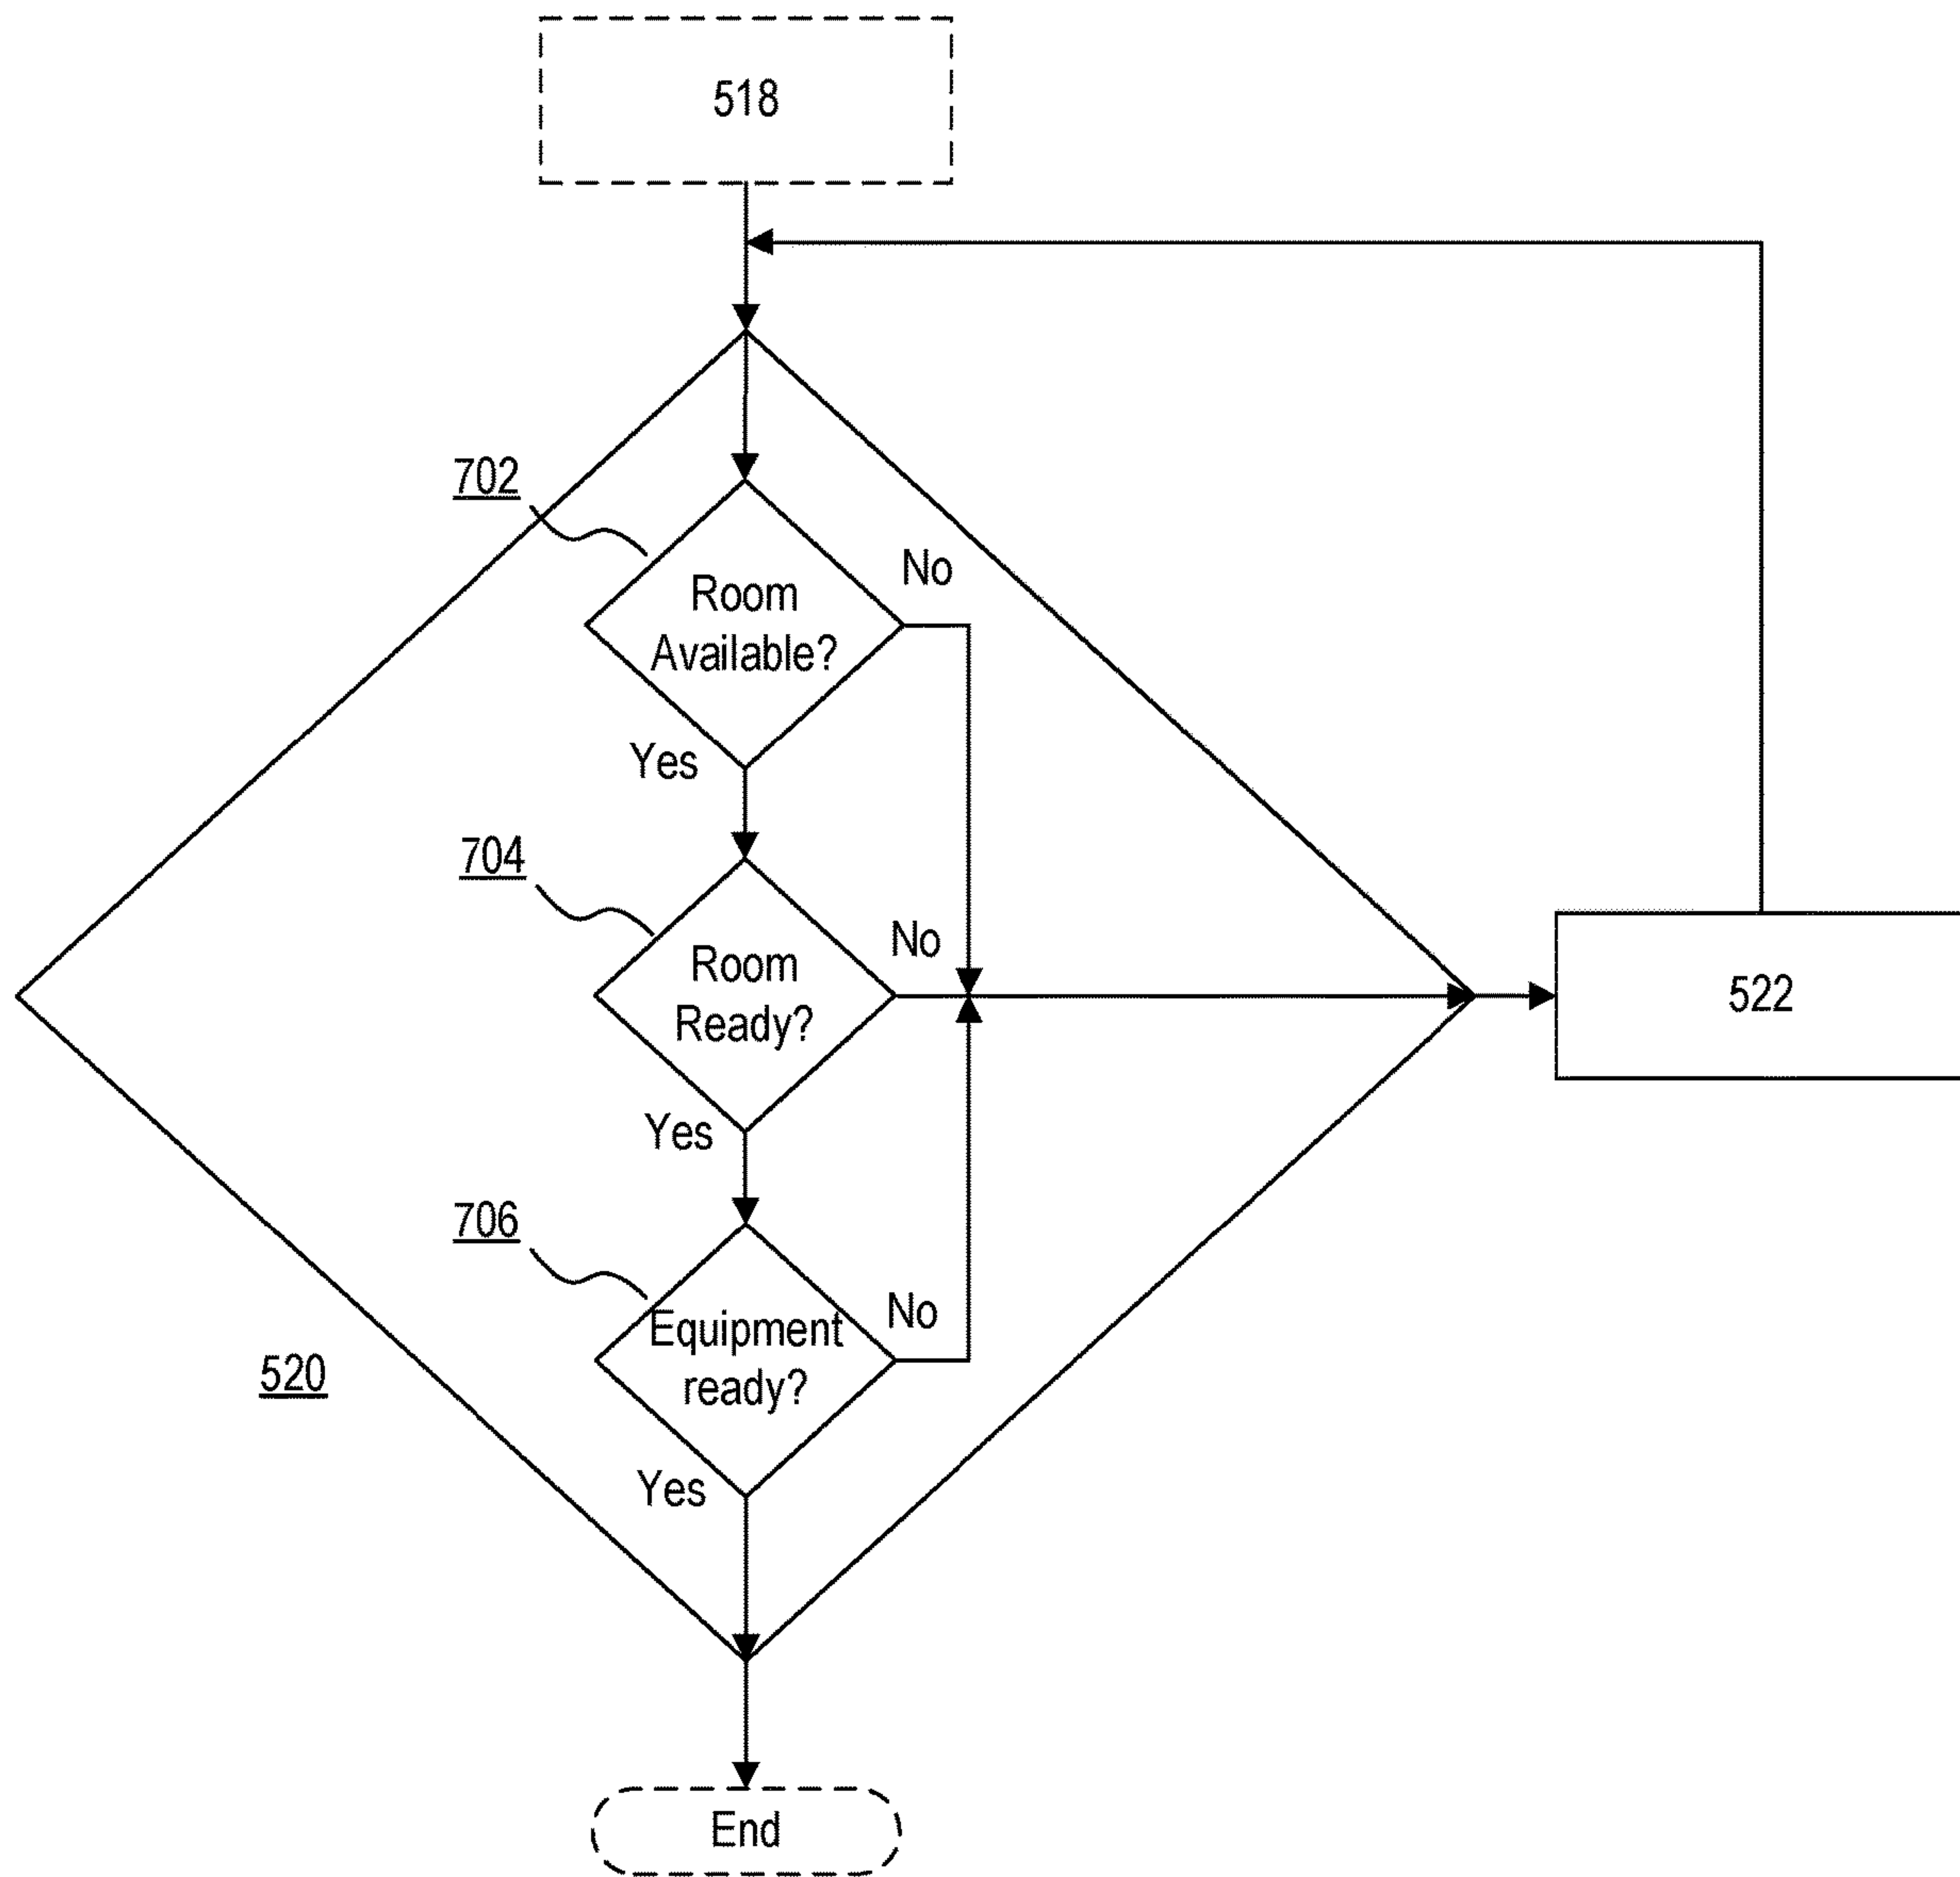 518
702
No
Room
Available?
Yes
704
No
Room
Ready?
522
Yes
706
No
Equipment
ready?
520
Yes
End